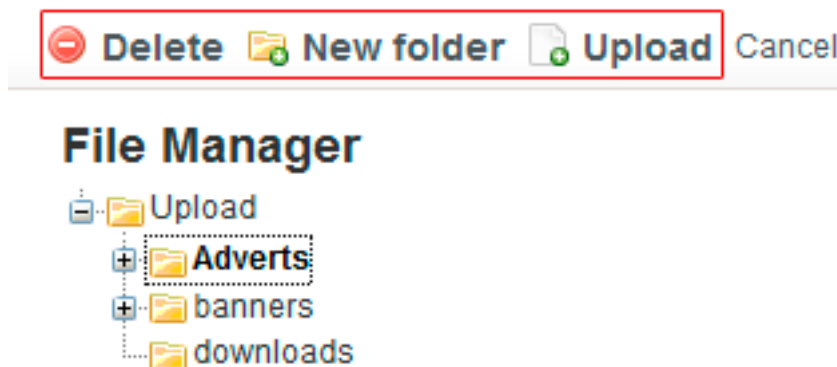 Delete New folder Upload Cancel
File Manager
Upload
Adverts
banners
downloads